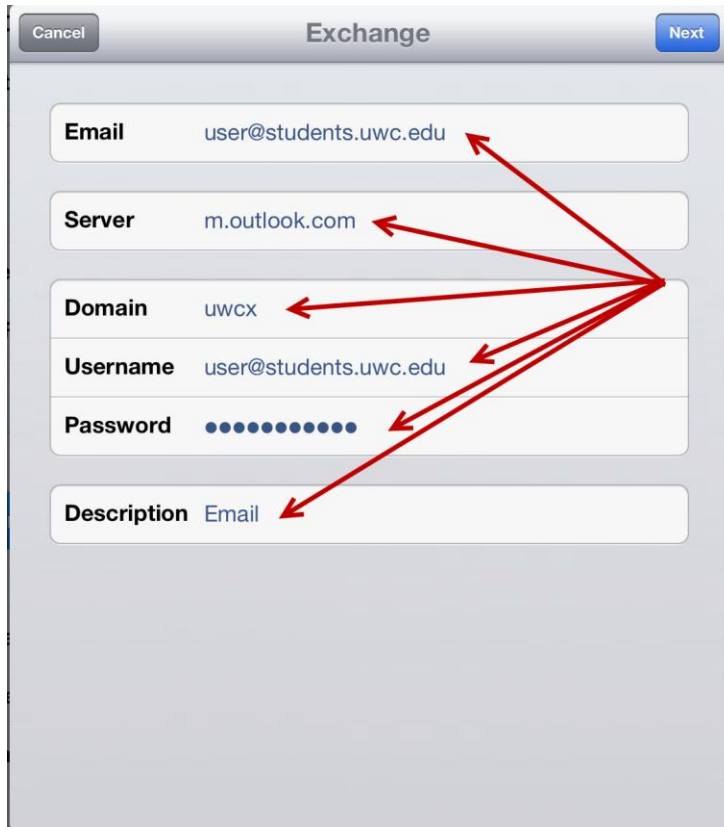 Cancel Exchange Next
Email user@students.uwc.edu
Server m.outlook.com
Domain uwcx
Username user@students.uwc.edu
Password ●●●●●●●●●●●
Description Email